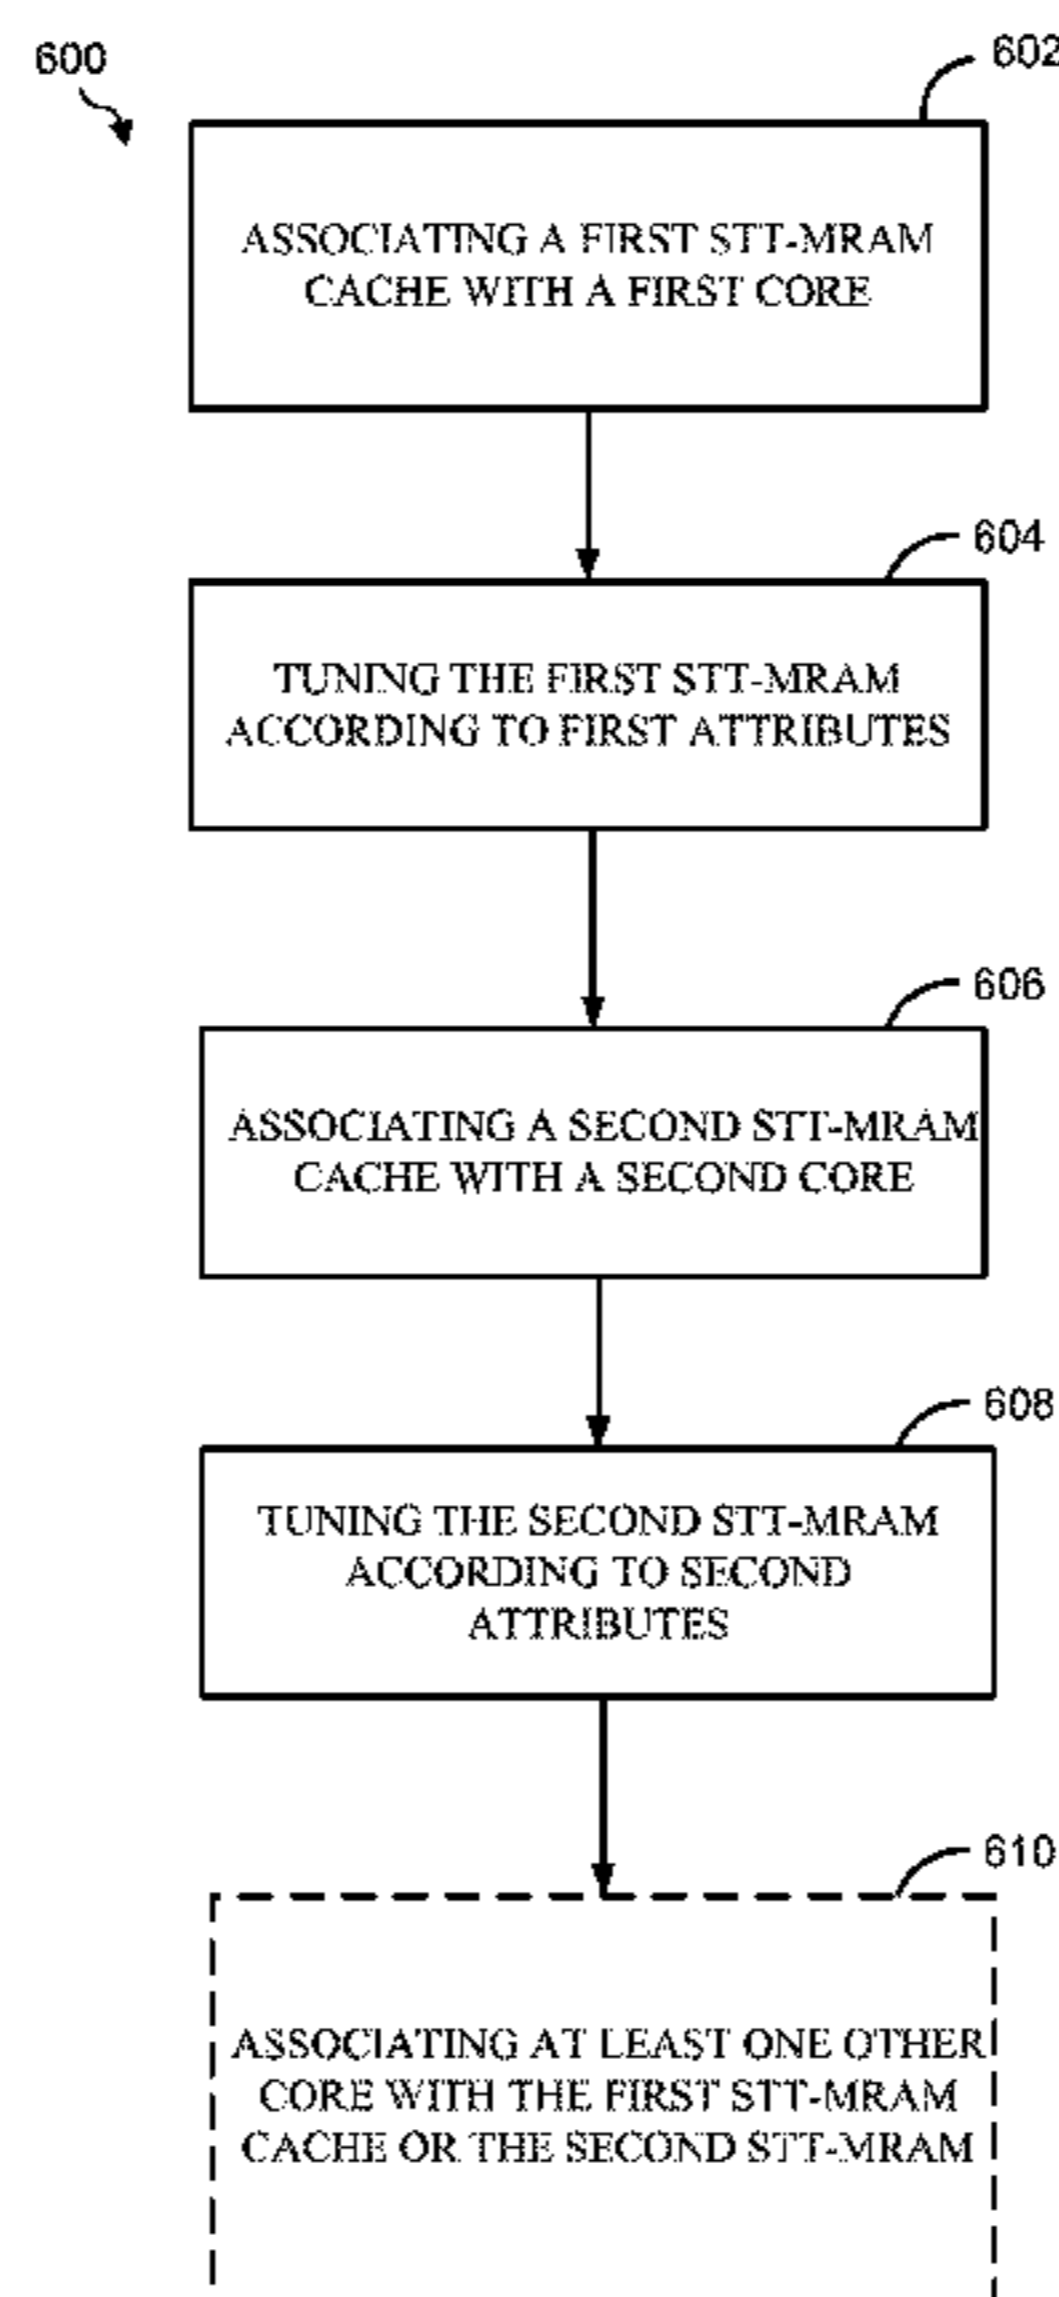 600
602
ASSOCIATING A FIRST STT-MRAM
CACHE WITH A FIRST CORE
604
TUNING THE FIRST STT-MRAM
ACCORDING TO FIRST ATTRIBUTES
606
ASSOCIATING A SECOND STT-MRAM
CACHE WITH A SECOND CORE
608
TUNING THE SECOND STT-MRAM
ACCORDING TO SECOND
ATTRIBUTES
610
ASSOCIATING AT LEAST ONE OTHER
CORE WITH THE FIRST STT-MRAM
CACHE OR THE SECOND STT-MRAM